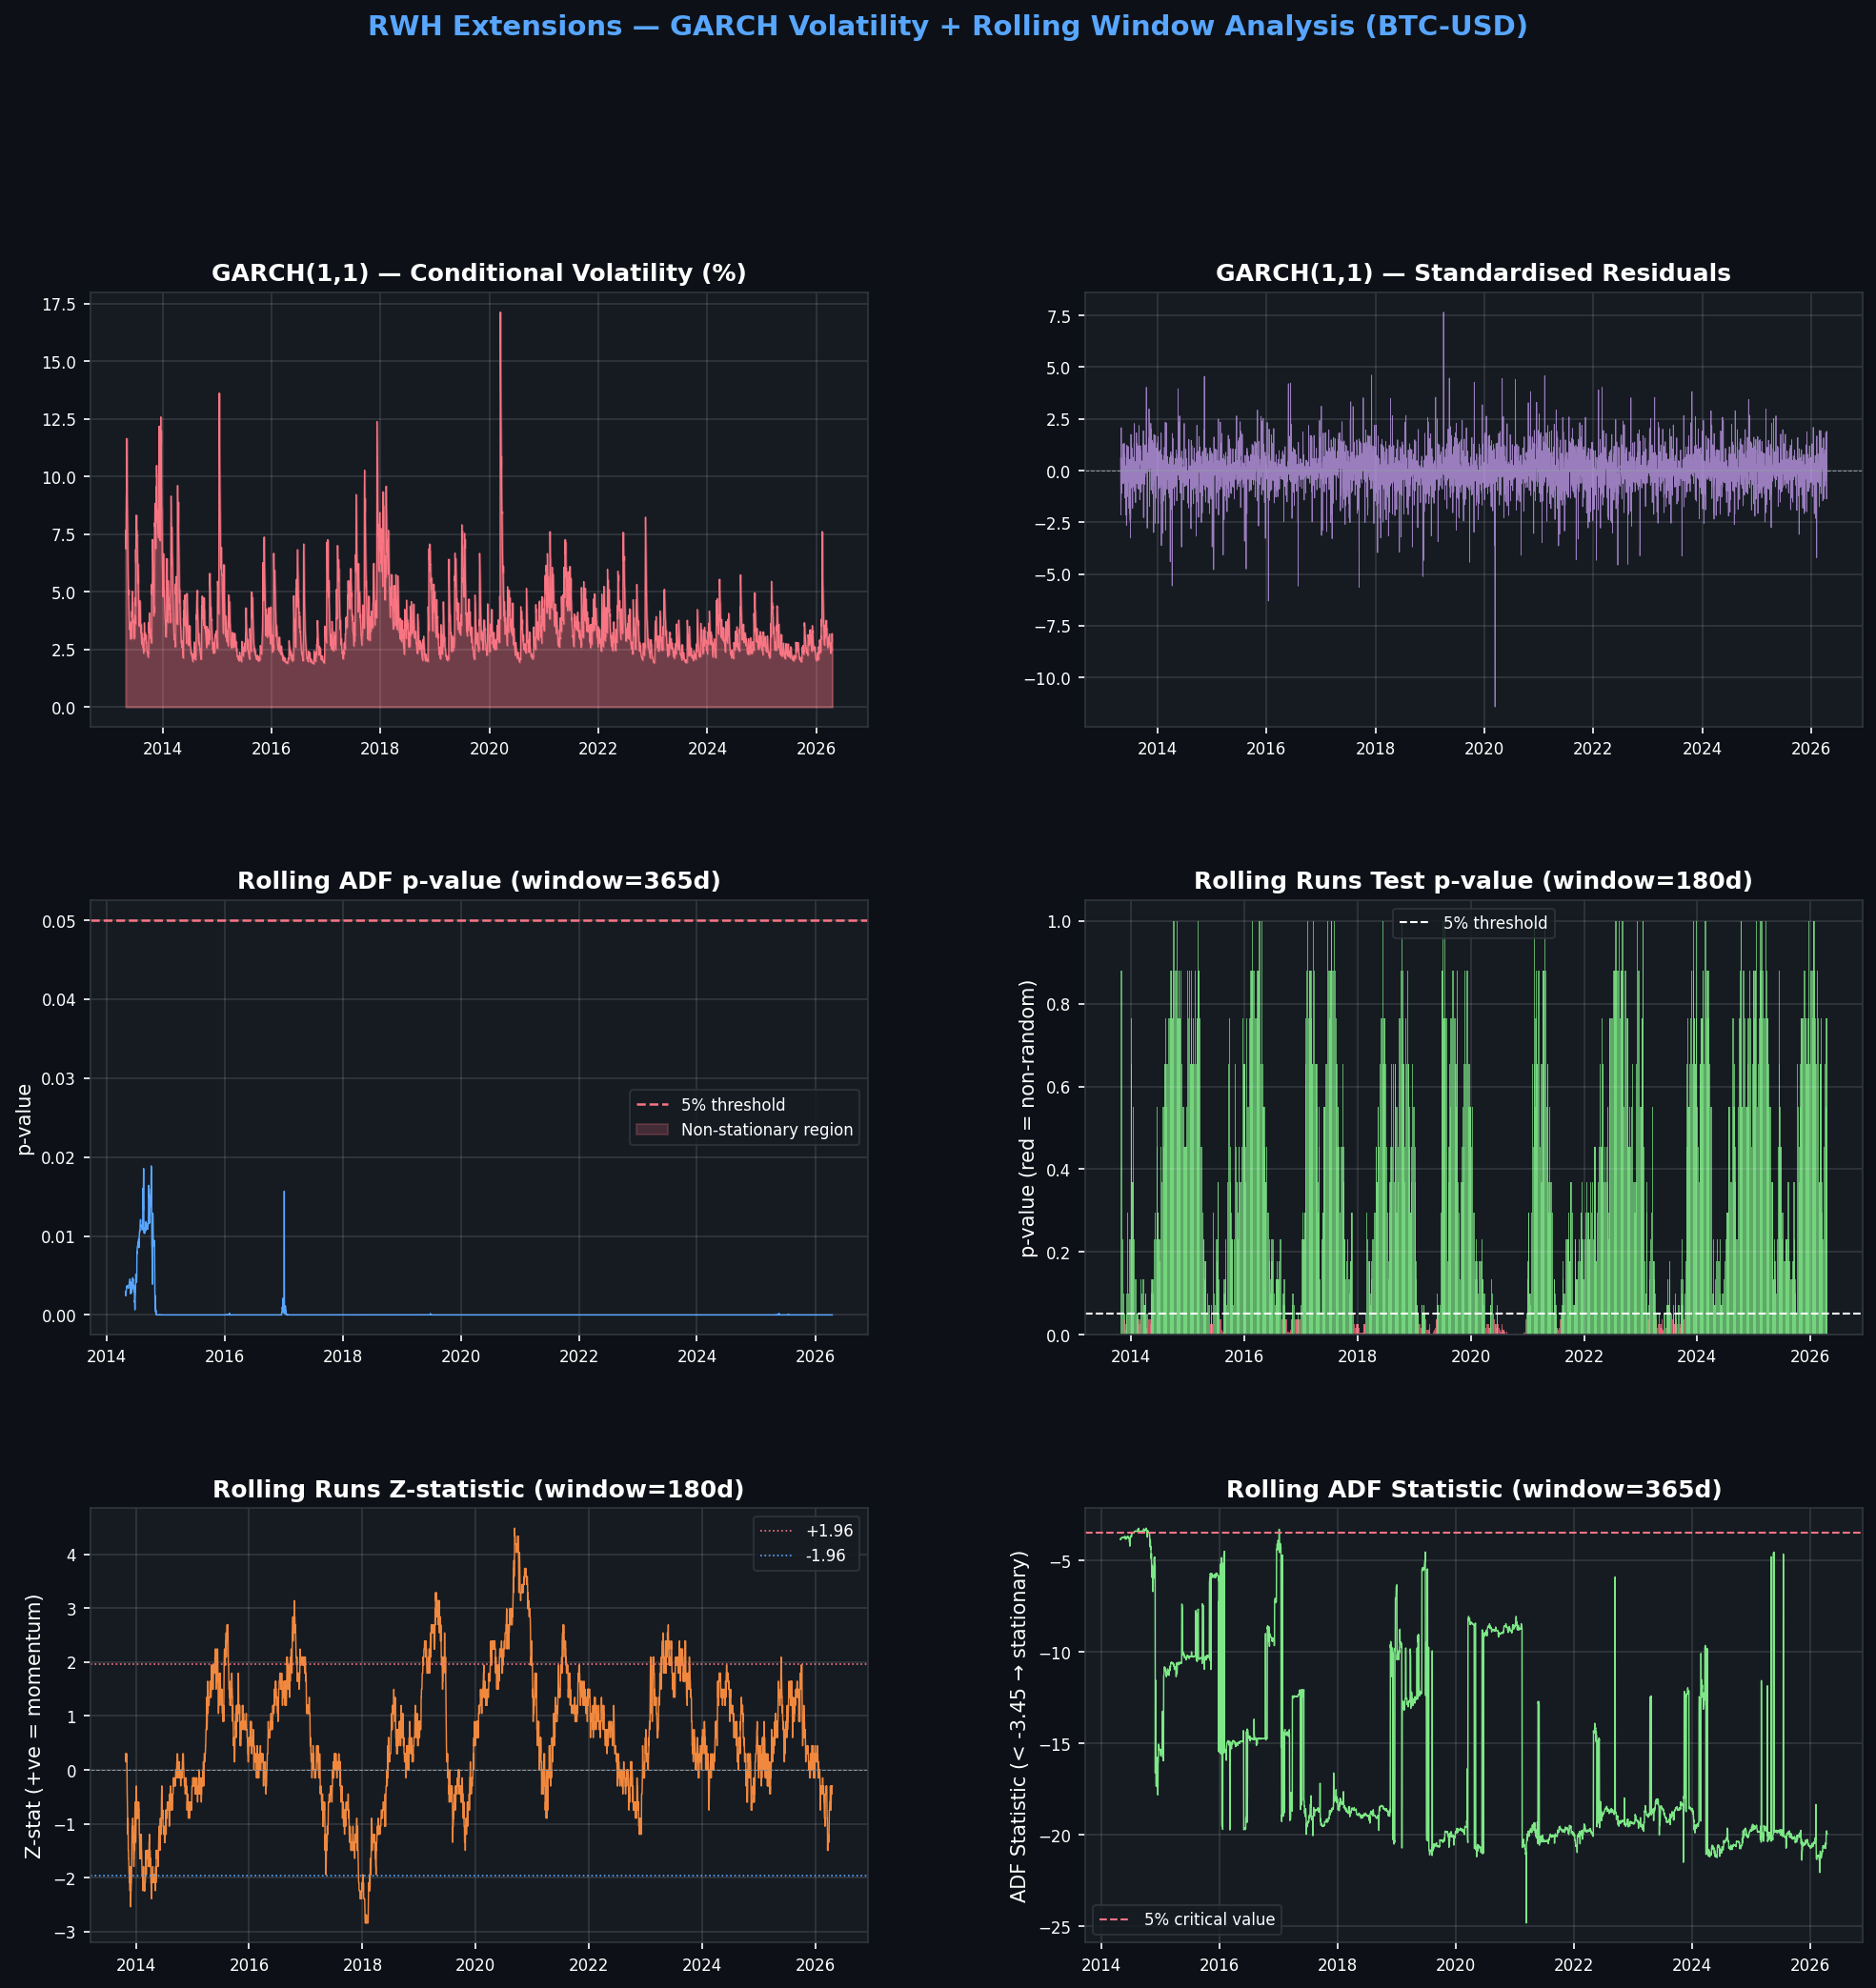 RWH Extensions — GARCH Volatility + Rolling Window Analysis (BTC-USD)
GARCH(1,1) — Conditional Volatility (%)
17.5
15.0
12.5
10.0
7.5
5.0
2.5
0.0
2014 2016 2018 2020 2022 2024 2026
GARCH(1,1) — Standardised Residuals
7.5
5.0
2.5
0.0
−2.5
−5.0
−7.5
−10.0
2014 2016 2018 2020 2022 2024 2026
Rolling ADF p-value (window=365d)
p-value
0.05
0.04
0.03
0.02
0.01
0.00
5% threshold
Non-stationary region
2014 2016 2018 2020 2022 2024 2026
Rolling Runs Test p-value (window=180d)
p-value (red = non-random)
1.0
0.8
0.6
0.4
0.2
0.0
5% threshold
2014 2016 2018 2020 2022 2024 2026
Rolling Runs Z-statistic (window=180d)
Z-stat (+ve = momentum)
4
3
2
1
0
−1
−2
−3
+1.96
-1.96
2014 2016 2018 2020 2022 2024 2026
Rolling ADF Statistic (window=365d)
ADF Statistic (< -3.45 → stationary)
−5
−10
−15
−20
−25
5% critical value
2014 2016 2018 2020 2022 2024 2026